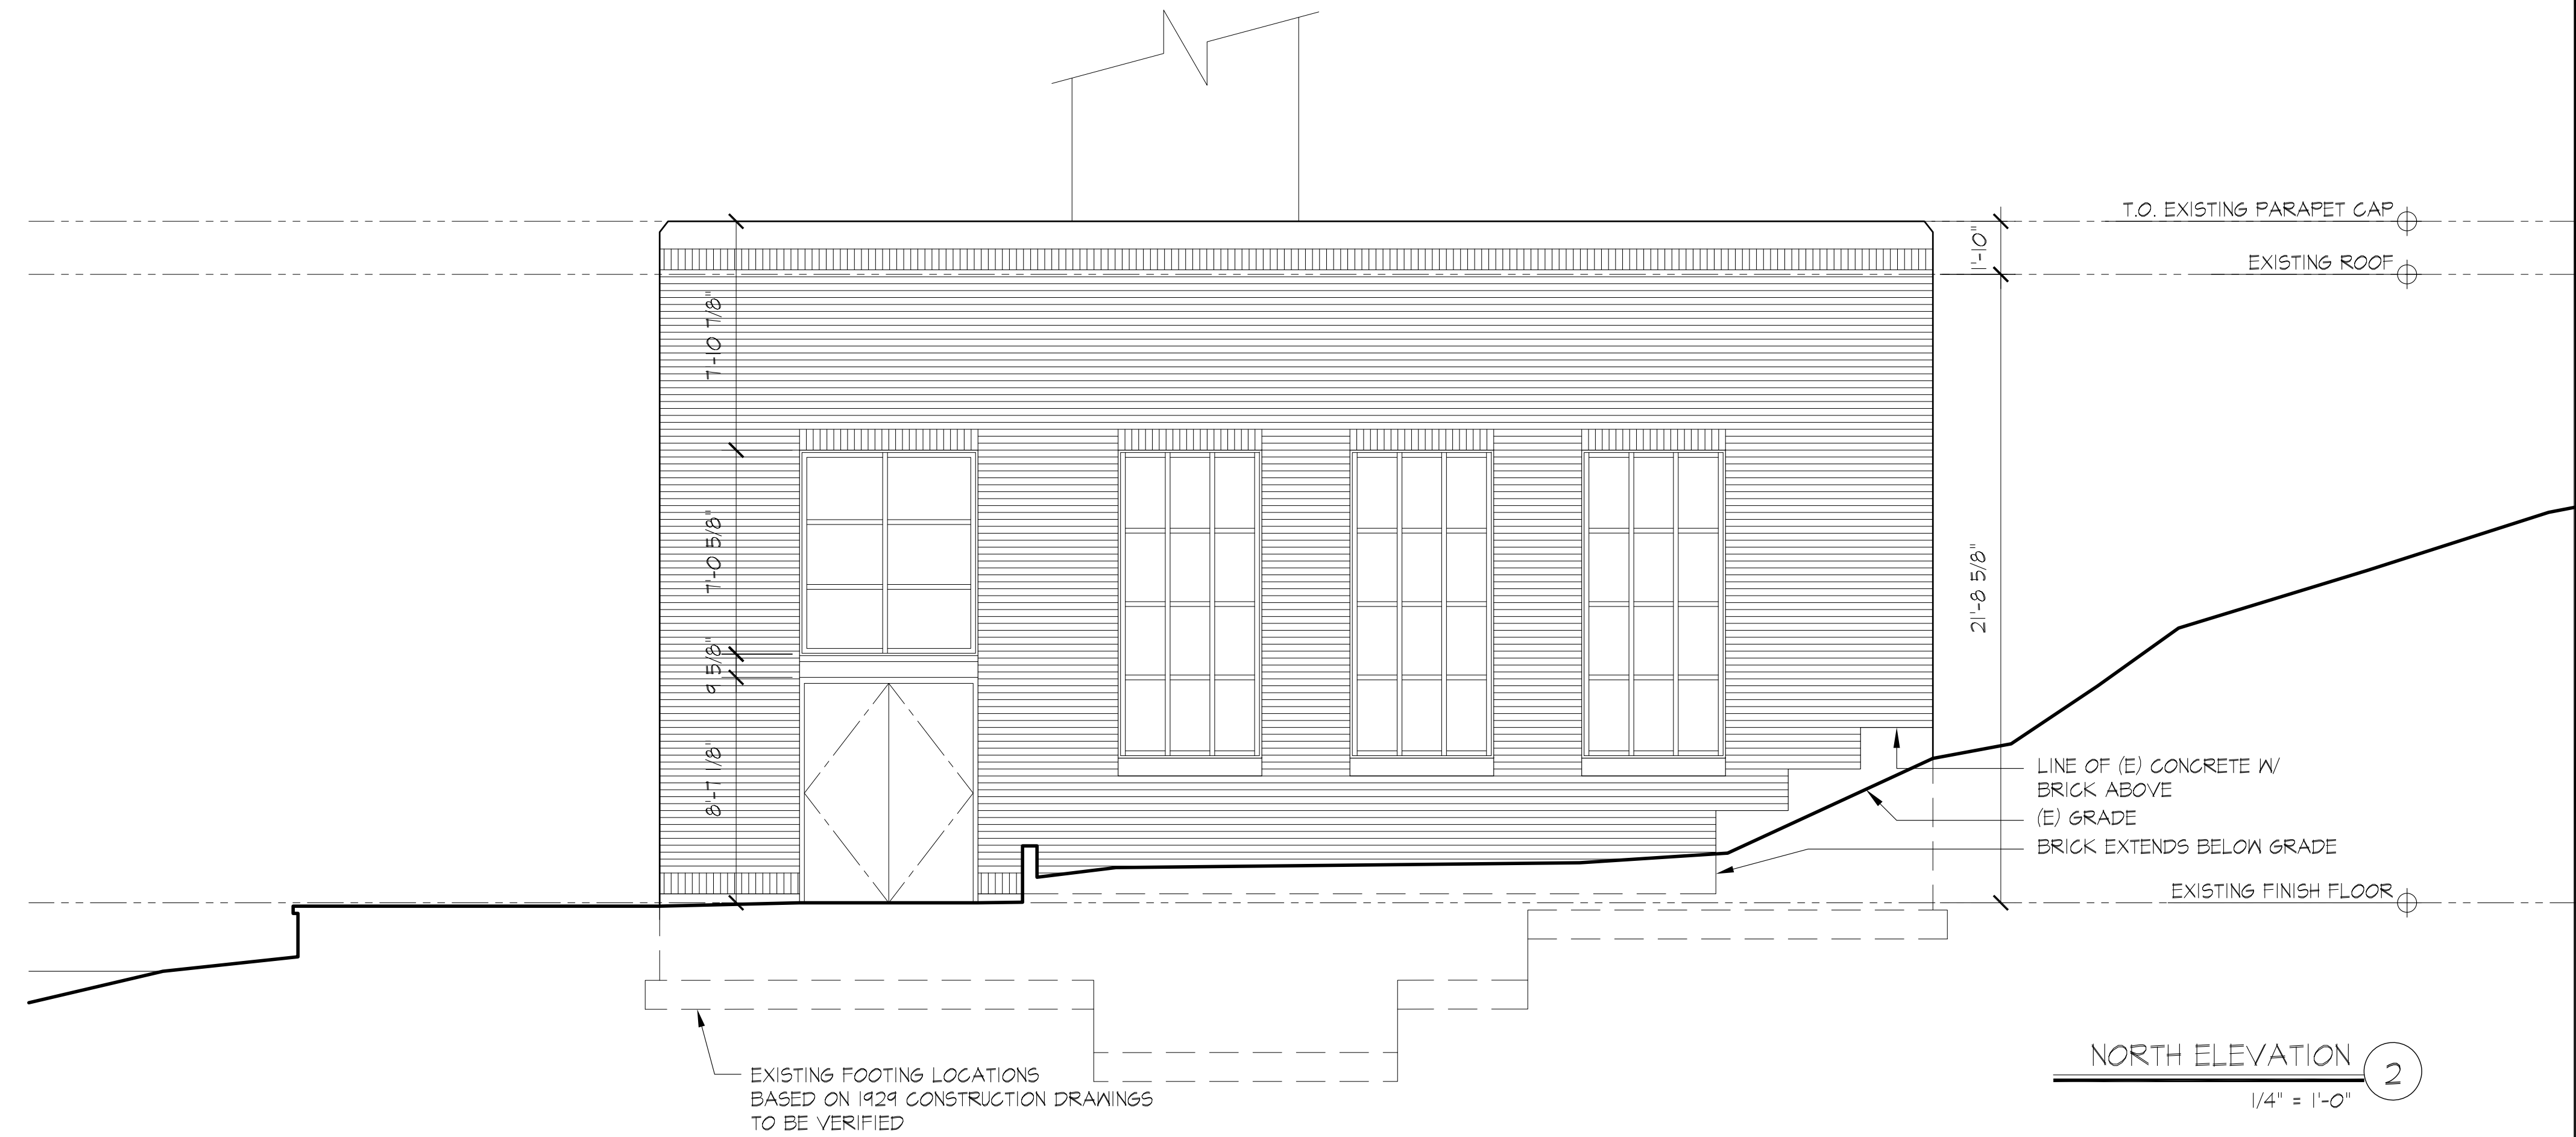 T.O. EXISTING PARAPET CAP
1'-10"
EXISTING ROOF
7'-10 7/8"
7'-0 5/8"
21'-8 5/8"
9 5/8"
8'-7 1/8"
LINE OF (E) CONCRETE W/
BRICK ABOVE
(E) GRADE
BRICK EXTENDS BELOW GRADE
EXISTING FINISH FLOOR
EXISTING FOOTING LOCATIONS
BASED ON 1929 CONSTRUCTION DRAWINGS
TO BE VERIFIED
NORTH ELEVATION 2
1/4" = 1'-0"